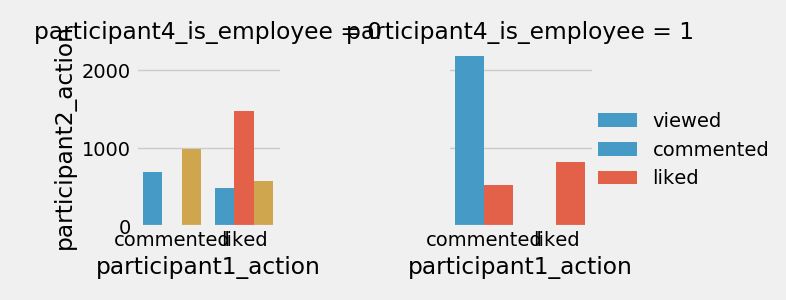 participant4_is_employee = 0
participant4_is_employee = 1
participant2_action
2000
1000
0
commented
liked
commented
liked
participant1_action
participant1_action
viewed
commented
liked